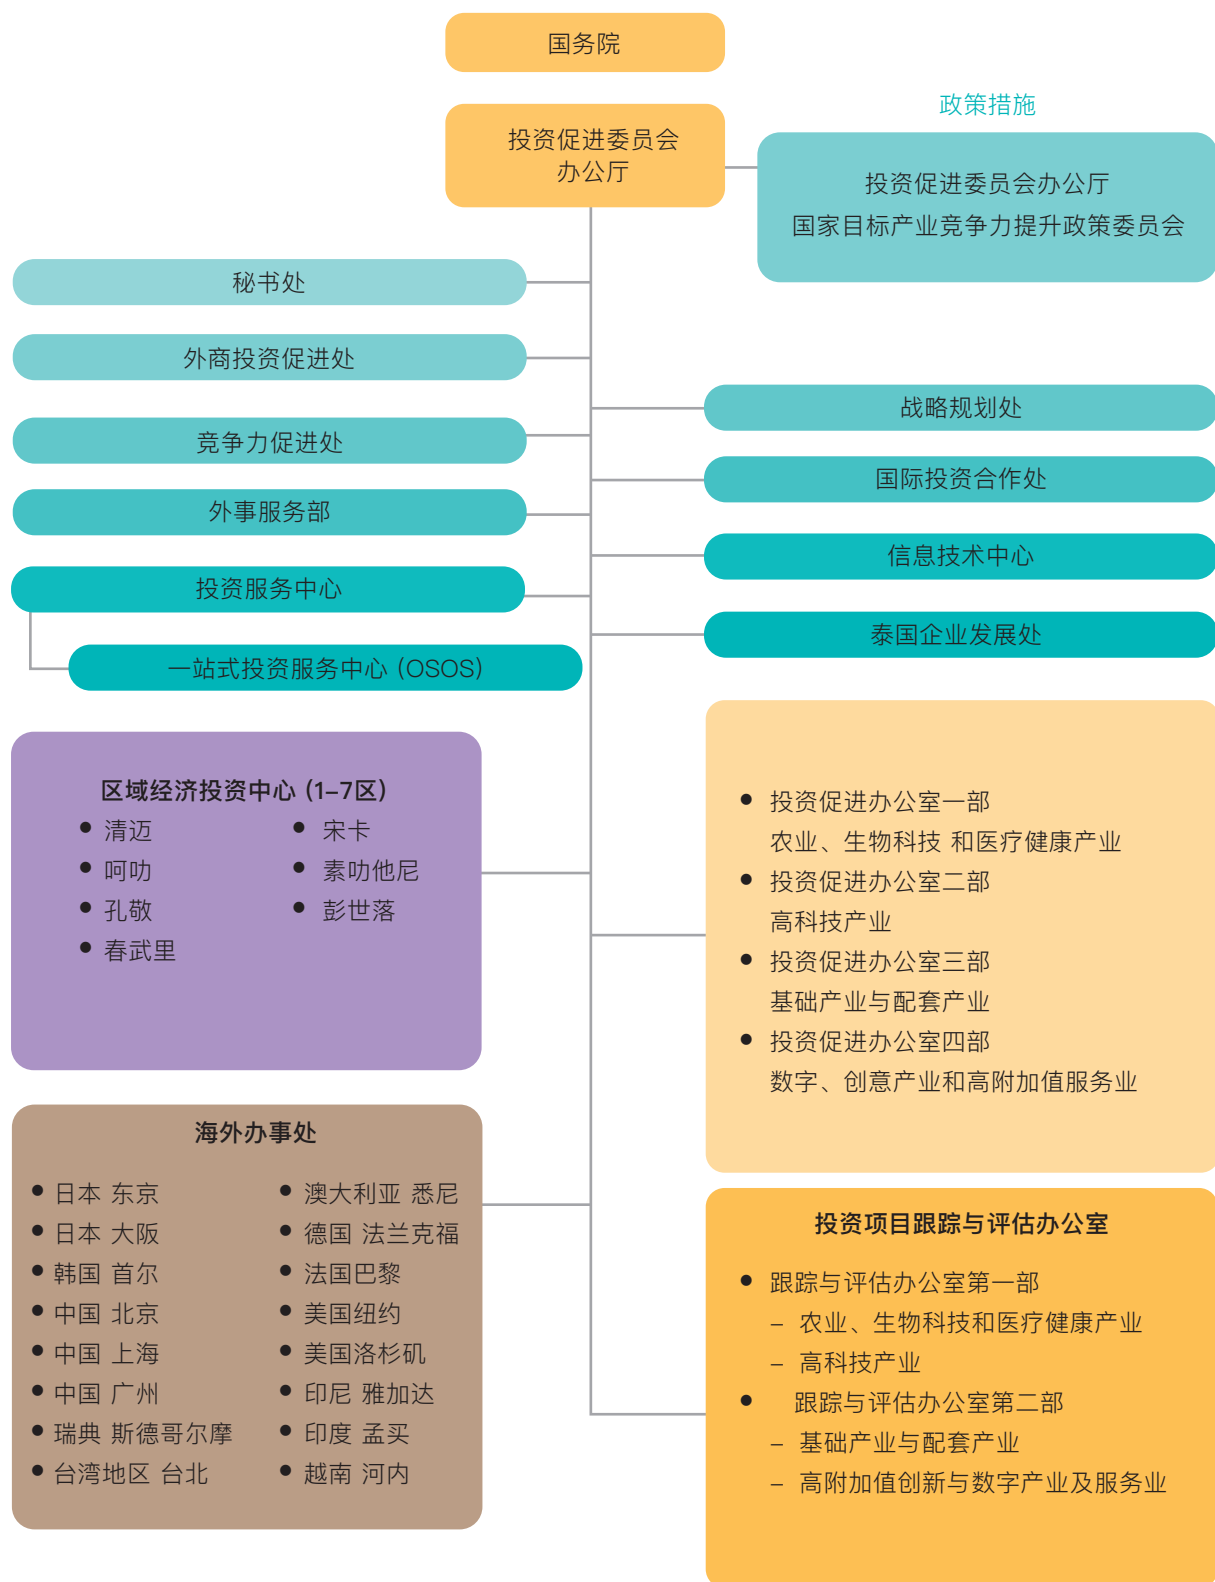 国务院
投资促进委员会
办公厅
政策措施
投资促进委员会办公厅
国家目标产业竞争力提升政策委员会
秘书处
外商投资促进处
竞争力促进处
外事服务部
投资服务中心
一站式投资服务中心 (OSOS)
战略规划处
国际投资合作处
信息技术中心
泰国企业发展处
区域经济投资中心 (1–7区)
● 清迈
● 呵叻
● 孔敬
● 春武里
● 宋卡
● 素叻他尼
● 彭世落
● 投资促进办公室一部
农业、生物科技 和医疗健康产业
● 投资促进办公室二部
高科技产业
● 投资促进办公室三部
基础产业与配套产业
● 投资促进办公室四部
数字、创意产业和高附加值服务业
海外办事处
● 日本 东京
● 日本 大阪
● 韩国 首尔
● 中国 北京
● 中国 上海
● 中国 广州
● 瑞典 斯德哥尔摩
● 台湾地区 台北
● 澳大利亚 悉尼
● 德国 法兰克福
● 法国巴黎
● 美国纽约
● 美国洛杉矶
● 印尼 雅加达
● 印度 孟买
● 越南 河内
投资项目跟踪与评估办公室
● 跟踪与评估办公室第一部
– 农业、生物科技和医疗健康产业
– 高科技产业
● 跟踪与评估办公室第二部
– 基础产业与配套产业
– 高附加值创新与数字产业及服务业